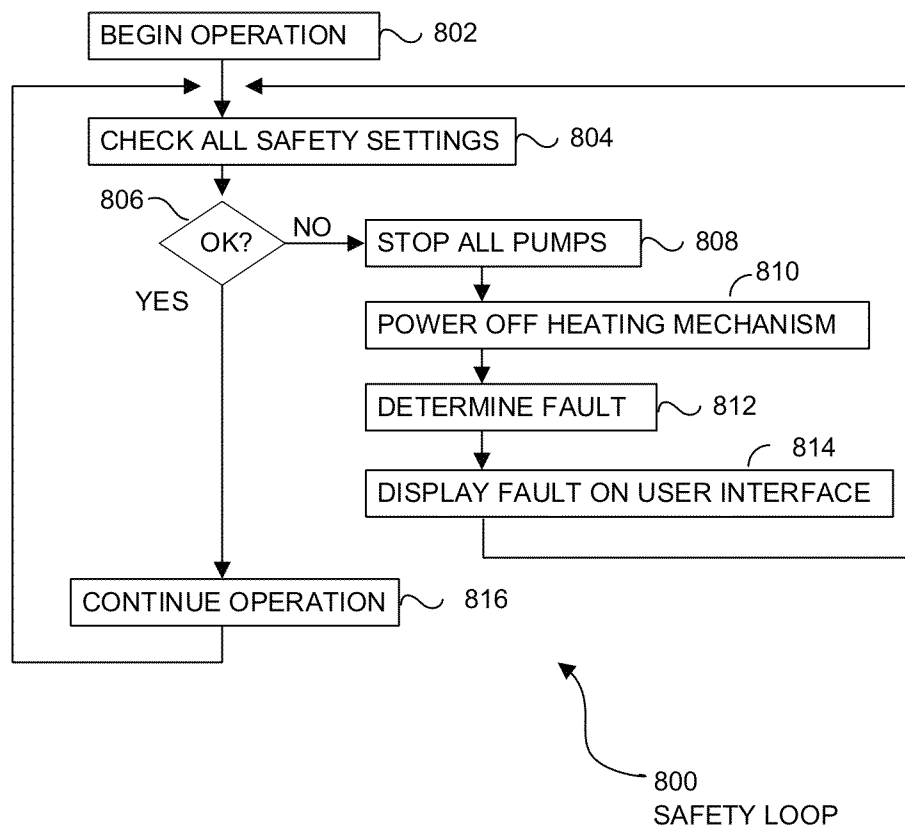 BEGIN OPERATION
802
CHECK ALL SAFETY SETTINGS
804
806
OK?
NO
YES
STOP ALL PUMPS
808
810
POWER OFF HEATING MECHANISM
DETERMINE FAULT
812
814
DISPLAY FAULT ON USER INTERFACE
CONTINUE OPERATION
816
800
SAFETY LOOP